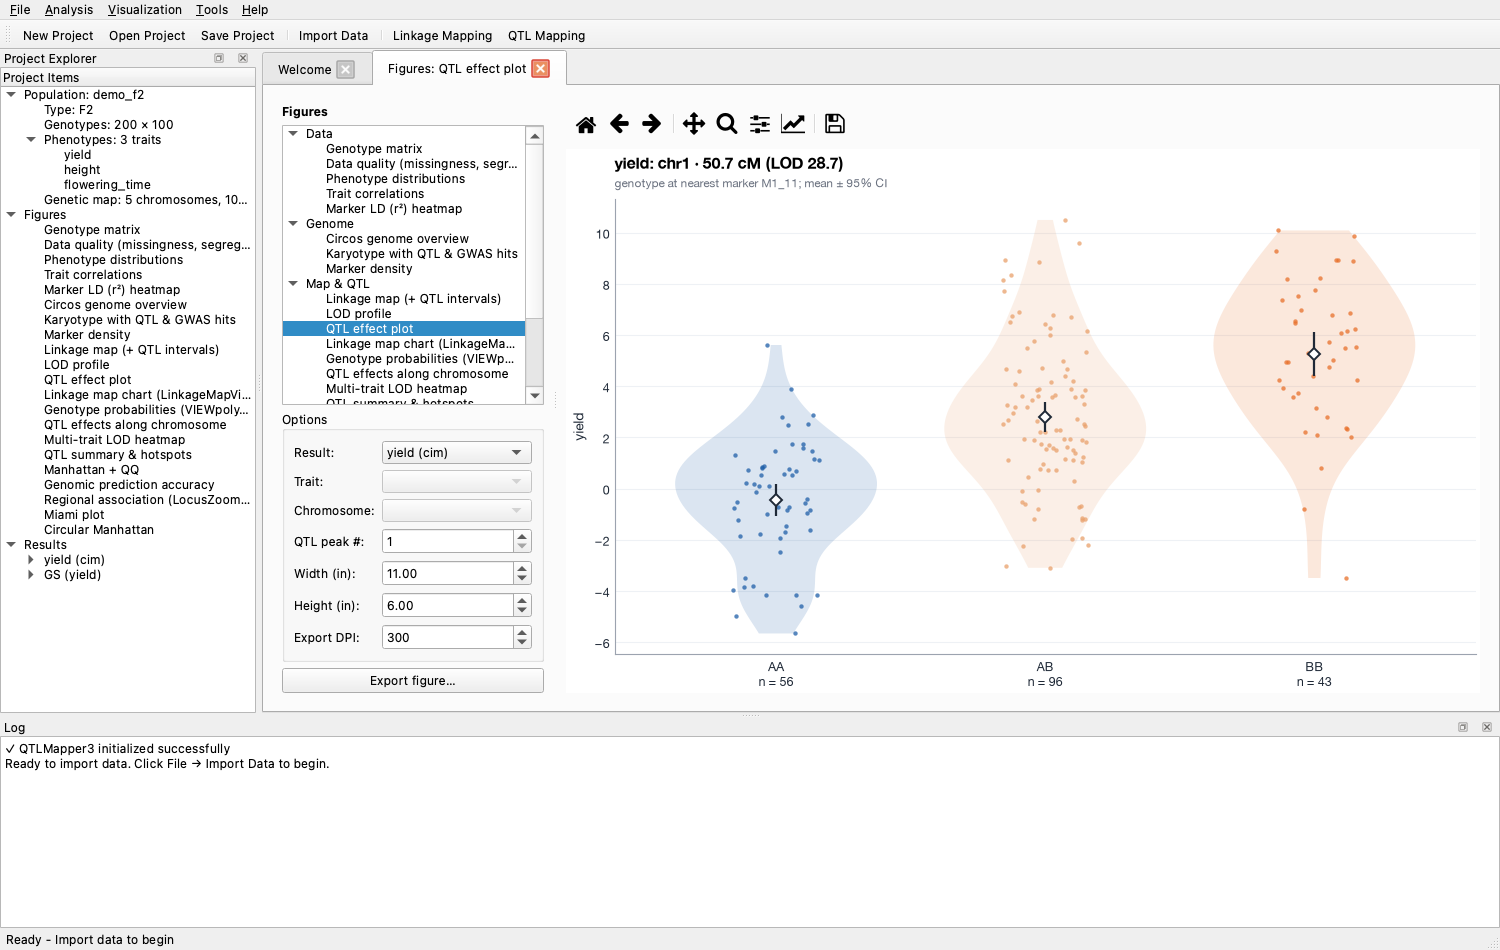 File Analysis Visualization Tools Help
New Project Open Project Save Project Import Data Linkage Mapping QTL Mapping
Project Explorer
Project Items
Population: demo_f2
Type: F2
Genotypes: 200 × 100
Phenotypes: 3 traits
yield
height
flowering_time
Genetic map: 5 chromosomes, 10...
Figures
Genotype matrix
Data quality (missingness, segreg...
Phenotype distributions
Trait correlations
Marker LD (r²) heatmap
Circos genome overview
Karyotype with QTL & GWAS hits
Marker density
Linkage map (+ QTL intervals)
LOD profile
QTL effect plot
Linkage map chart (LinkageMapVi...
Genotype probabilities (VIEWpoly...
QTL effects along chromosome
Multi-trait LOD heatmap
QTL summary & hotspots
Manhattan + QQ
Genomic prediction accuracy
Regional association (LocusZoom...
Miami plot
Circular Manhattan
Results
yield (cim)
GS (yield)
Welcome
Figures: QTL effect plot
Figures
Data
Genotype matrix
Data quality (missingness, segr...
Phenotype distributions
Trait correlations
Marker LD (r²) heatmap
Genome
Circos genome overview
Karyotype with QTL & GWAS hits
Marker density
Map & QTL
Linkage map (+ QTL intervals)
LOD profile
QTL effect plot
Linkage map chart (LinkageMa...
Genotype probabilities (VIEWp...
QTL effects along chromosome
Multi-trait LOD heatmap
QTL summary & hotspots
Options
Result: yield (cim)
Trait:
Chromosome:
QTL peak #: 1
Width (in): 11.00
Height (in): 6.00
Export DPI: 300
Export figure...
yield: chr1 · 50.7 cM (LOD 28.7)
genotype at nearest marker M1_11; mean ± 95% CI
yield
10
8
6
4
2
0
−2
−4
−6
AA AB BB
n = 56 n = 96 n = 43
Log
✓ QTLMapper3 initialized successfully
Ready to import data. Click File → Import Data to begin.
Ready - Import data to begin